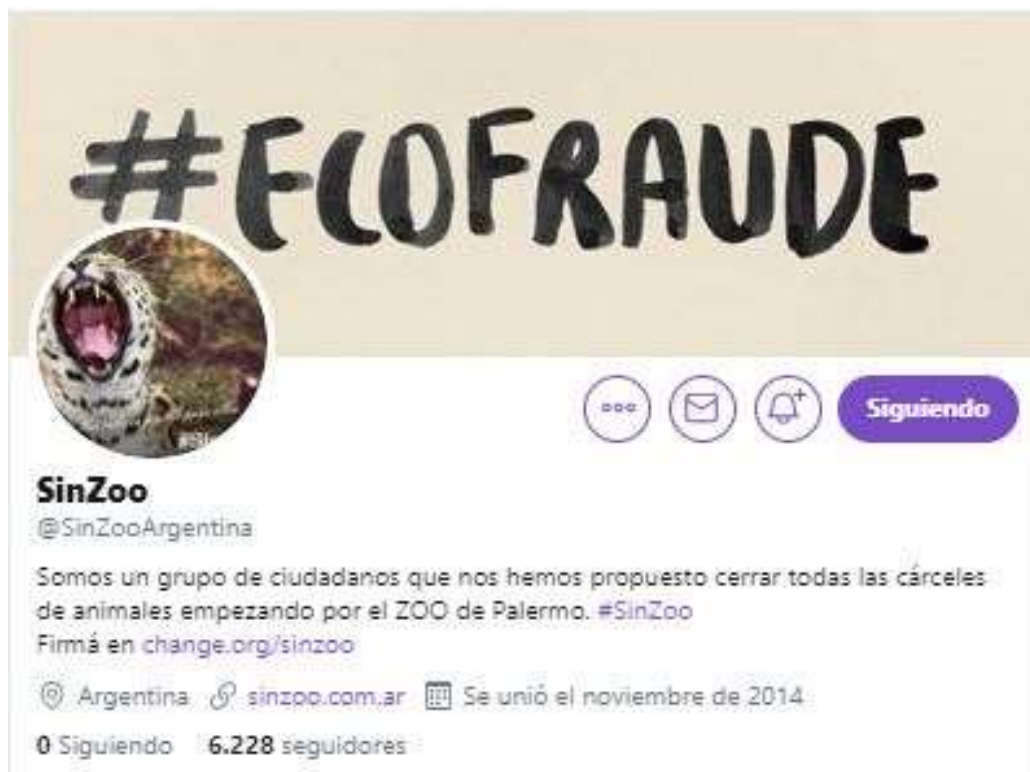 #ECOFRAUDE
Siguiendo
SinZoo
@SinZooArgentina
Somos un grupo de ciudadanos que nos hemos propuesto cerrar todas las cárceles
de animales empezando por el ZOO de Palermo. #SinZoo
Firmá en change.org/sinzoo
Argentina sinzoo.com.ar Se unió el noviembre de 2014
0 Siguiendo 6.228 seguidores